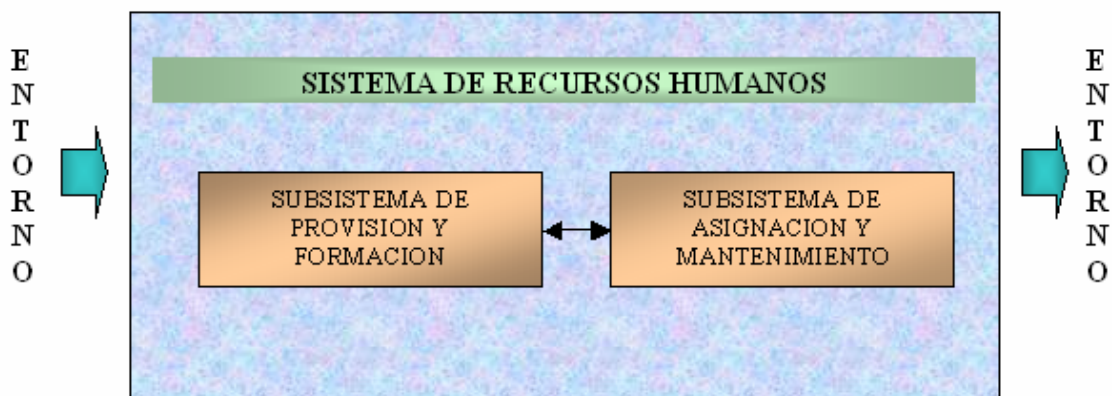 ENTORNO
SISTEMA DE RECURSOS HUMANOS
SUBSISTEMA DE
PROVISION Y
FORMACION
SUBSISTEMA DE
ASIGNACION Y
MANTENIMIENTO
ENTORNO